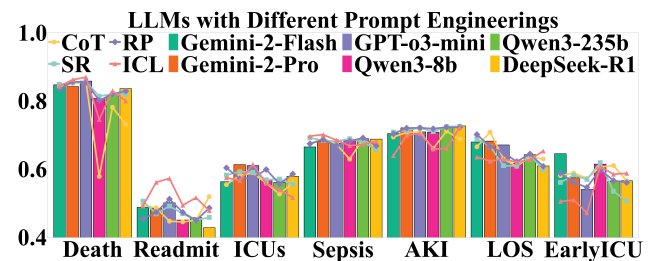 LLMs with Different Prompt Engineerings
1.0
CoT RP Gemini-2-Flash GPT-o3-mini Qwen3-235b
SR ICL Gemini-2-Pro Qwen3-8b DeepSeek-R1
0.8
0.6
0.4
Death Readmit ICUs Sepsis AKI LOS EarlyICU